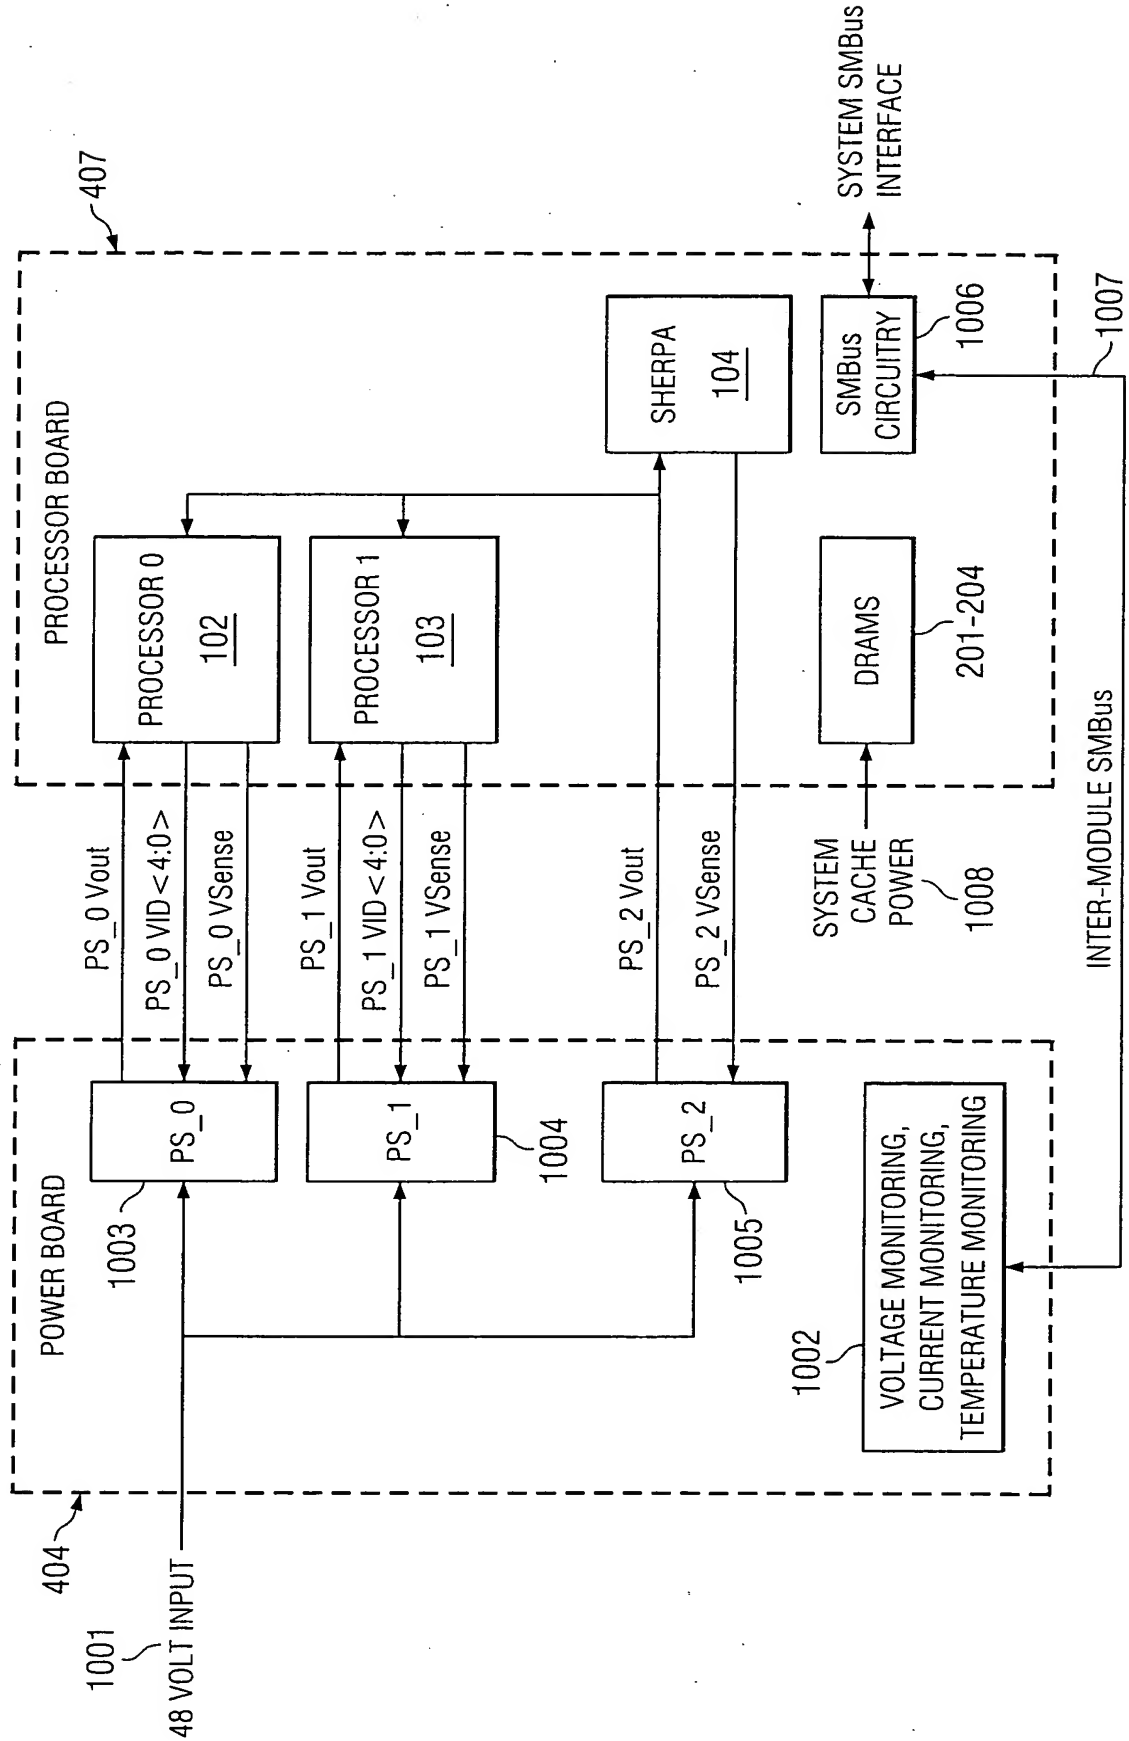 404
POWER BOARD
1001
48 VOLT INPUT
1003
PS_0
PS_1
1004
PS_2
1005
1002
VOLTAGE MONITORING,
CURRENT MONITORING,
TEMPERATURE MONITORING
PS_0 Vout
PS_0 VID<4:0>
PS_0 VSense
PS_1 Vout
PS_1 VID<4:0>
PS_1 VSense
PS_2 Vout
PS_2 VSense
SYSTEM
CACHE
POWER
1008
INTER-MODULE SMBus
1007
407
PROCESSOR BOARD
PROCESSOR 0
102
PROCESSOR 1
103
SHERPA
104
DRAMS
201-204
SMBus
CIRCUITRY
1006
SYSTEM SMBus
INTERFACE